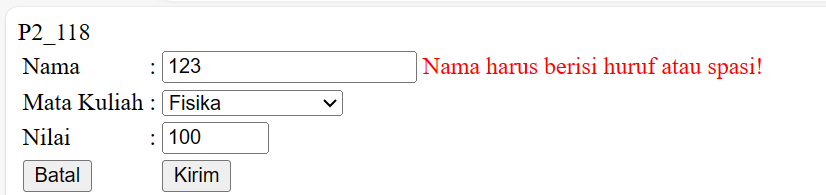 P2_118
Nama : 123 Nama harus berisi huruf atau spasi!
Mata Kuliah : Fisika
Nilai : 100
Batal Kirim